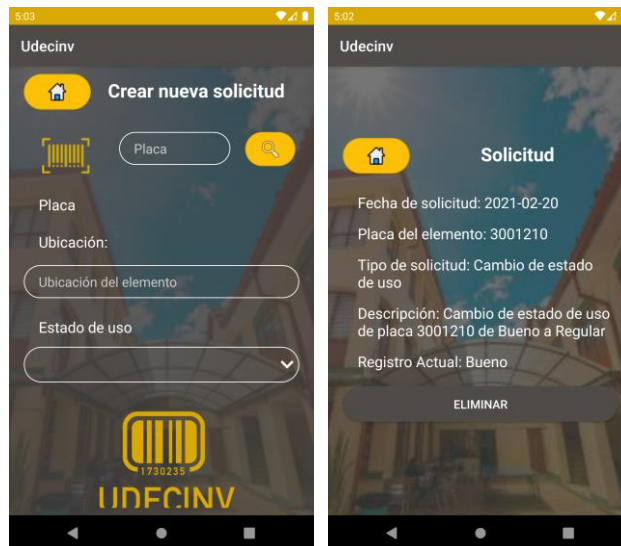 5:03
Udecinv
Crear nueva solicitud
Placa
Placa
Ubicación:
Ubicación del elemento
Estado de uso
1730235
UDECINV
5:02
Udecinv
Solicitud
Fecha de solicitud: 2021-02-20
Placa del elemento: 3001210
Tipo de solicitud: Cambio de estado
de uso
Descripción: Cambio de estado de uso
de placa 3001210 de Bueno a Regular
Registro Actual: Bueno
ELIMINAR